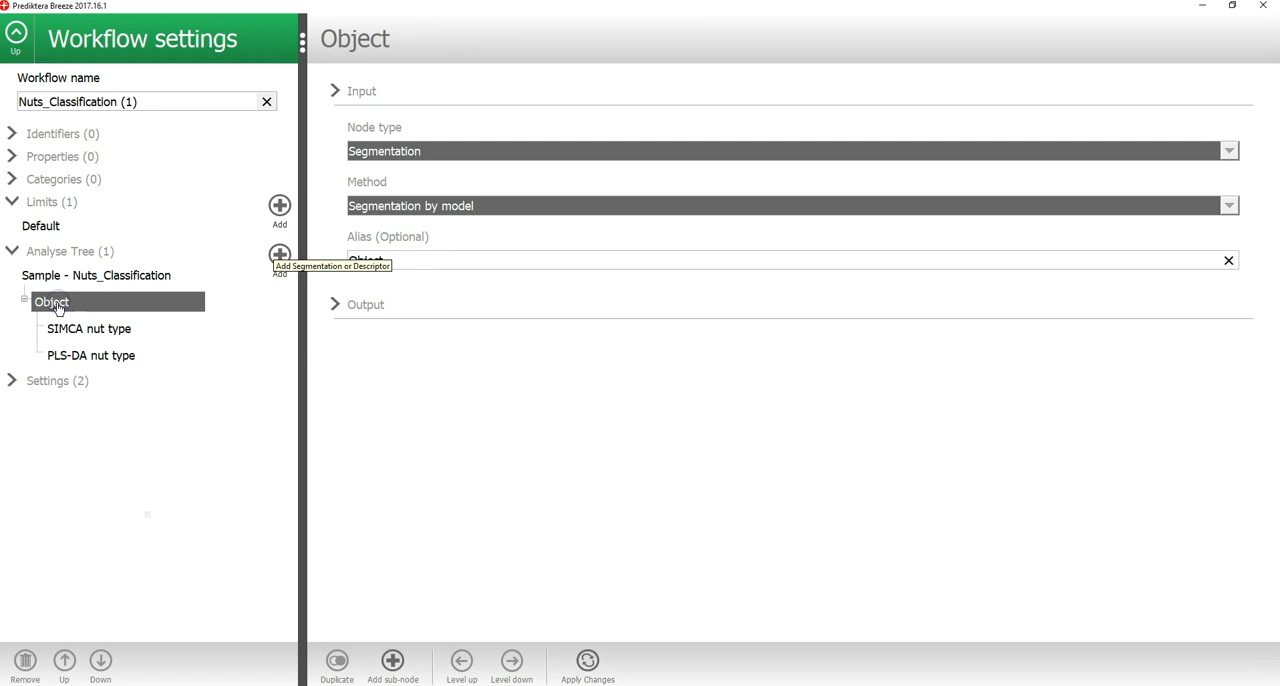 Prediktera Breeze 2017.16.1
Up
Workflow settings
Object
Workflow name
Nuts_Classification (1)
Identifiers (0)
Properties (0)
Categories (0)
Limits (1)
Add
Default
Analyse Tree (1)
Add
Add Segmentation or Descriptor
Sample - Nuts_Classification
Object
SIMCA nut type
PLS-DA nut type
Settings (2)
Input
Node type
Segmentation
Method
Segmentation by model
Alias (Optional)
Object
Output
Remove
Up
Down
Duplicate
Add sub-node
Level up
Level down
Apply Changes